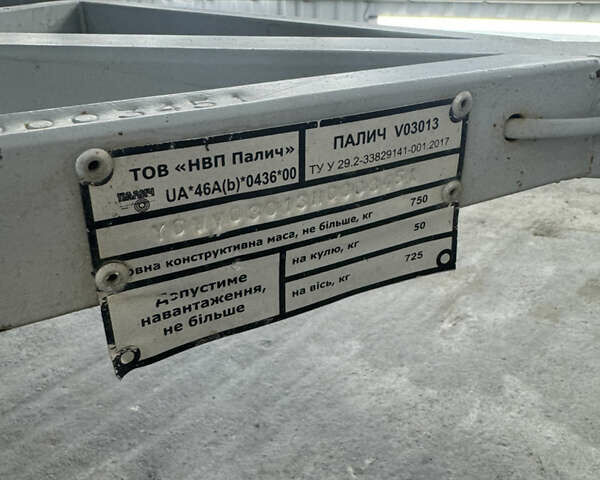 ТОВ «НВП Палич»
ПАЛИЧ V03013
ПАЛИЧ
UA*46A(b)*0436*00
ТУ У 29.2-33829141-001:2017
конструктивна маса, не більше, кг 750
Допустиме навантаження, не більше
на кулю, кг 50
на вісь, кг 725